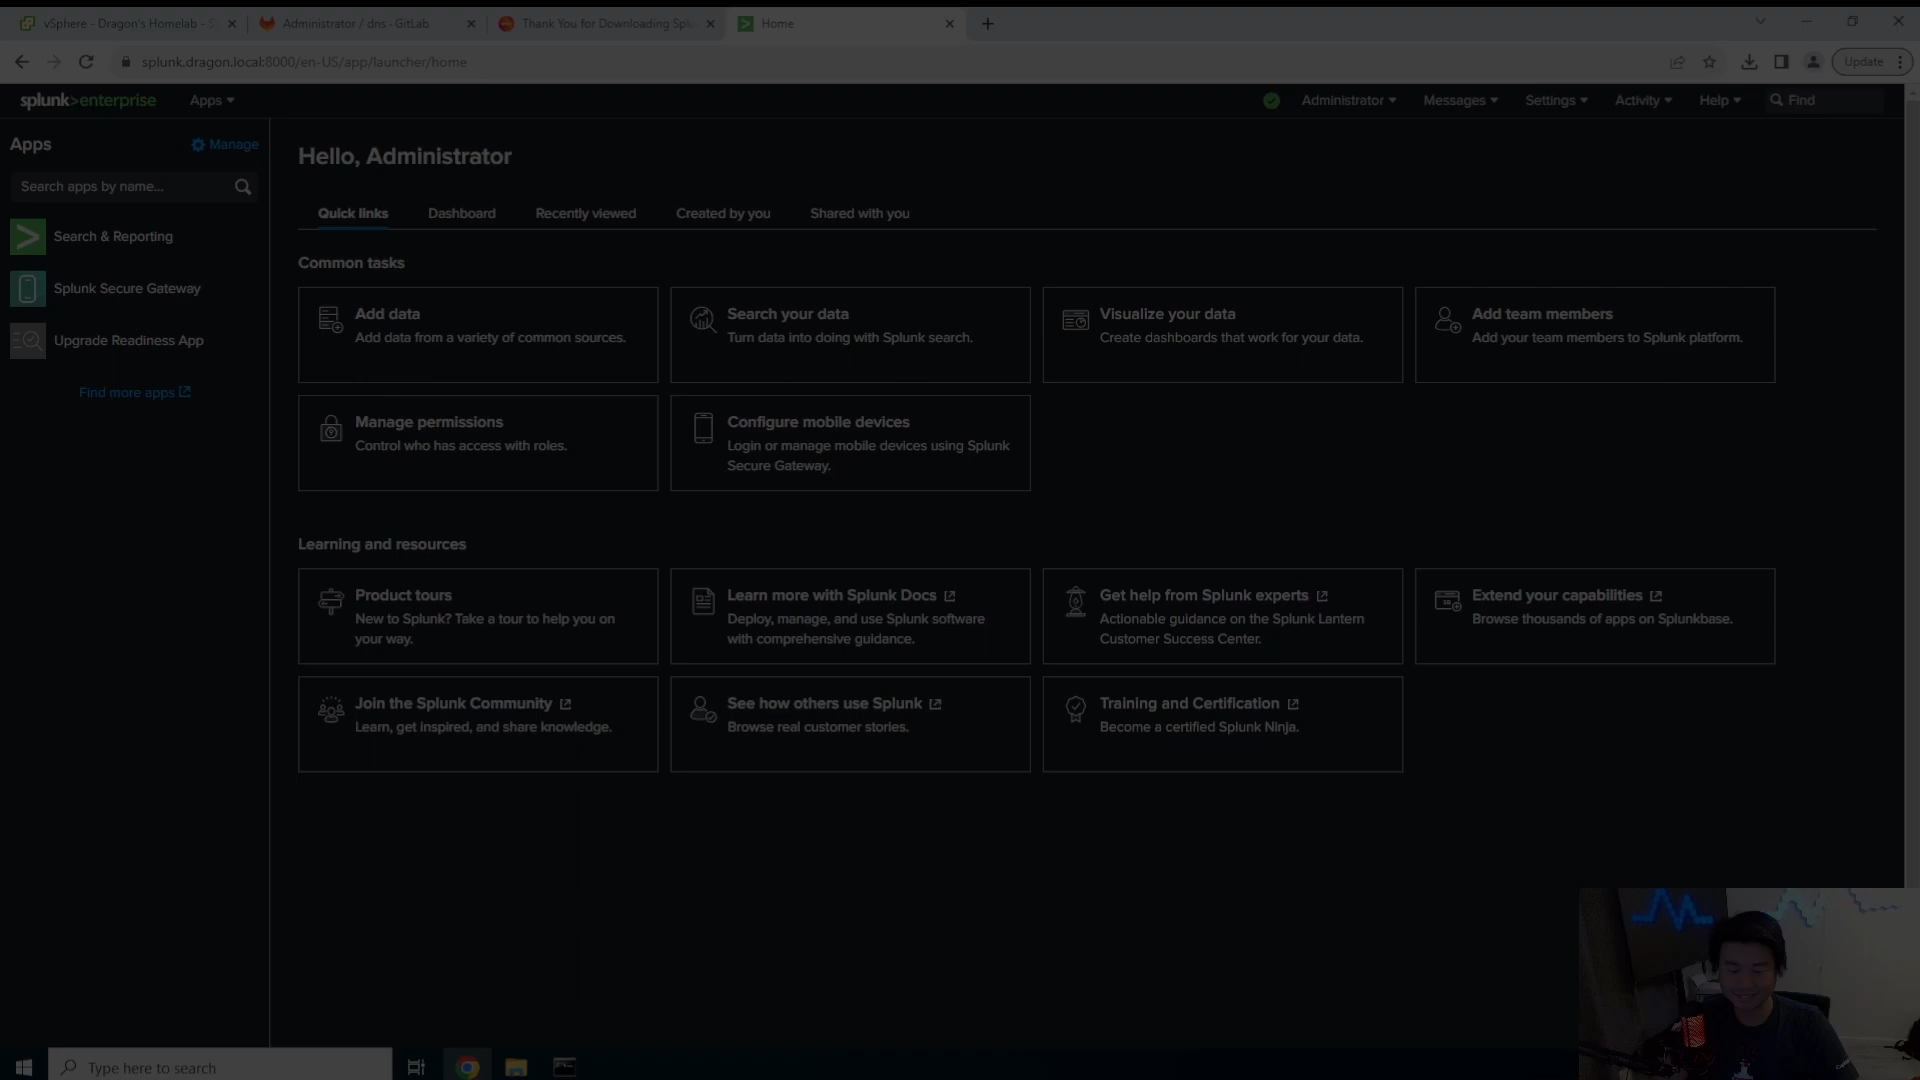 vSphere - Dragon's Homelab - S
Administrator / dns - GitLab
Thank You for Downloading Splu
Home
splunk.dragon.local:8000/en-US/app/launcher/home
Update
splunk>enterprise
Apps
Administrator
Messages
Settings
Activity
Help
Find
Apps
Manage
Search apps by name...
Search & Reporting
Splunk Secure Gateway
Upgrade Readiness App
Find more apps
Hello, Administrator
Quick links
Dashboard
Recently viewed
Created by you
Shared with you
Common tasks
Add data
Add data from a variety of common sources.
Search your data
Turn data into doing with Splunk search.
Visualize your data
Create dashboards that work for your data.
Add team members
Add your team members to Splunk platform.
Manage permissions
Control who has access with roles.
Configure mobile devices
Login or manage mobile devices using Splunk
Secure Gateway.
Learning and resources
Product tours
New to Splunk? Take a tour to help you on
your way.
Learn more with Splunk Docs
Deploy, manage, and use Splunk software
with comprehensive guidance.
Get help from Splunk experts
Actionable guidance on the Splunk Lantern
Customer Success Center.
Extend your capabilities
Browse thousands of apps on Splunkbase.
Join the Splunk Community
Learn, get inspired, and share knowledge.
See how others use Splunk
Browse real customer stories.
Training and Certification
Become a certified Splunk Ninja.
Type here to search